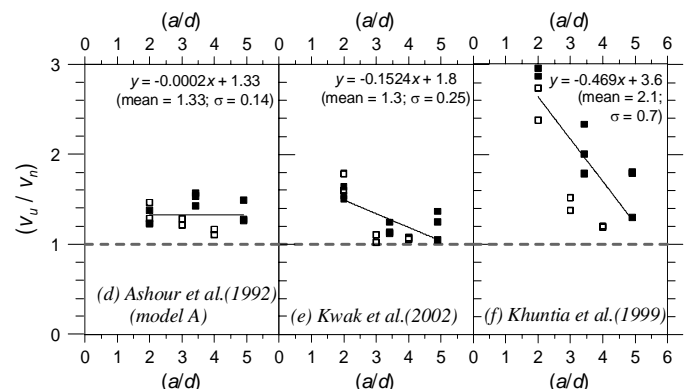 (a/d) (a/d) (a/d)
0 1 2 3 4 5 0 1 2 3 4 5 0 1 2 3 4 5 6
3
y = -0.0002x + 1.33
(mean = 1.33; σ = 0.14)
y = -0.1524x + 1.8
(mean = 1.3; σ = 0.25)
y = -0.469x + 3.6
(mean = 2.1;
σ = 0.7)
2
(vu / vn)
1
(d) Ashour et al.(1992)
(model A)
(e) Kwak et al.(2002)
(f) Khuntia et al.(1999)
0
0 1 2 3 4 5 0 1 2 3 4 5 0 1 2 3 4 5 6
(a/d) (a/d) (a/d)